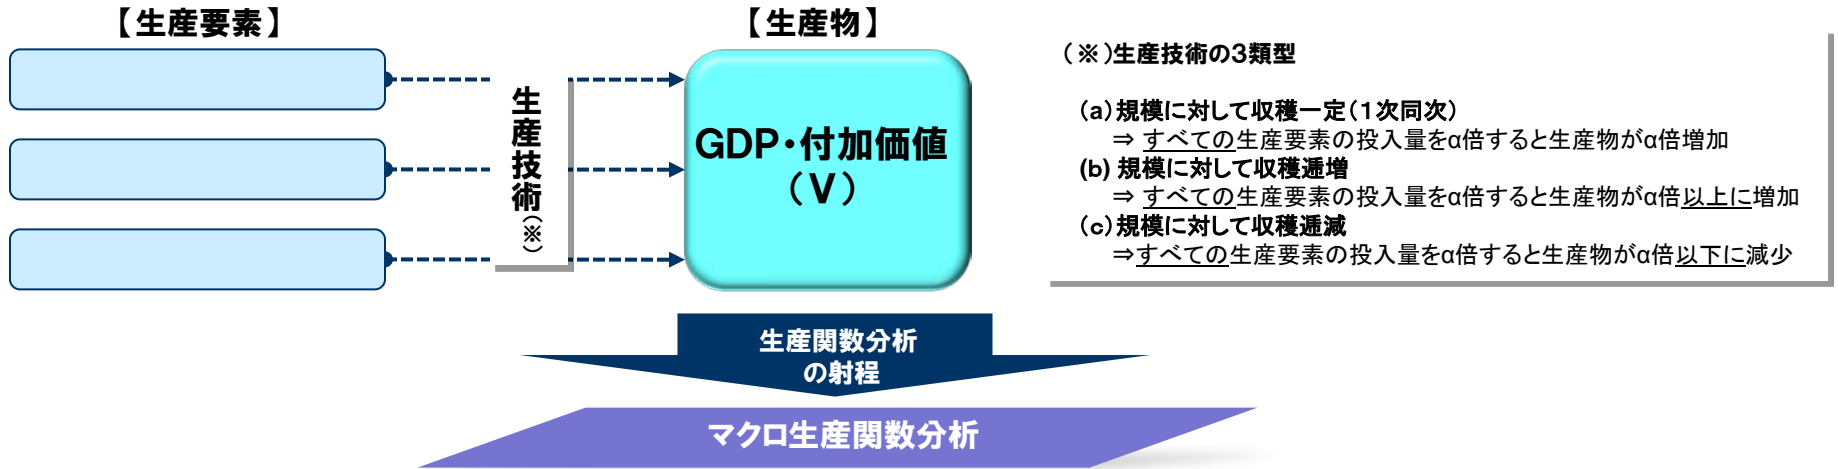 【生産要素】
【生産物】
生産技術(※)
GDP・付加価値
(V)
(※)生産技術の3類型
(a)規模に対して収穫一定(1次同次)
⇒ すべての生産要素の投入量をα倍すると生産物がα倍増加
(b) 規模に対して収穫逓増
⇒ すべての生産要素の投入量をα倍すると生産物がα倍以上に増加
(c)規模に対して収穫逓減
⇒すべての生産要素の投入量をα倍すると生産物がα倍以下に減少
生産関数分析
の射程
マクロ生産関数分析